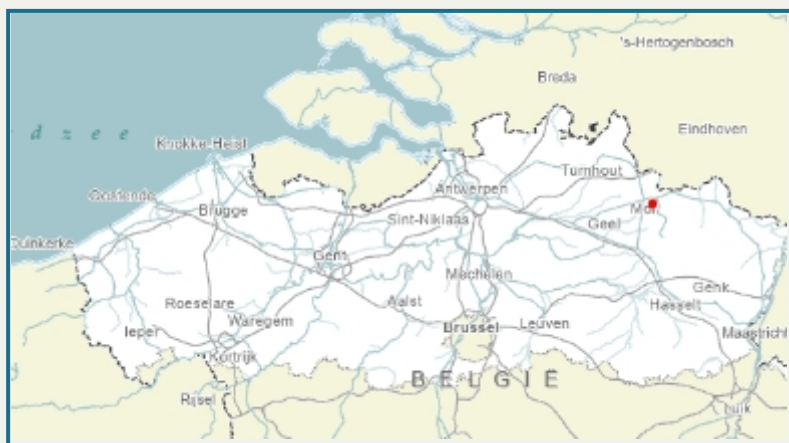 's-Hertogenbosch
Breda
Eindhoven
d z e e
Knokke-Heist
Turnhout
Oostende
Antwerpen
Brugge
Sint-Niklaas
Mol
Geel
Duinkerke
Gent
Mechelen
Genk
Roeselare
Aalst
Hasselt
Waregem
Brussel
Leuven
Ieper
Maastricht
Kortrijk
BELGIË
Rijsel
Luik